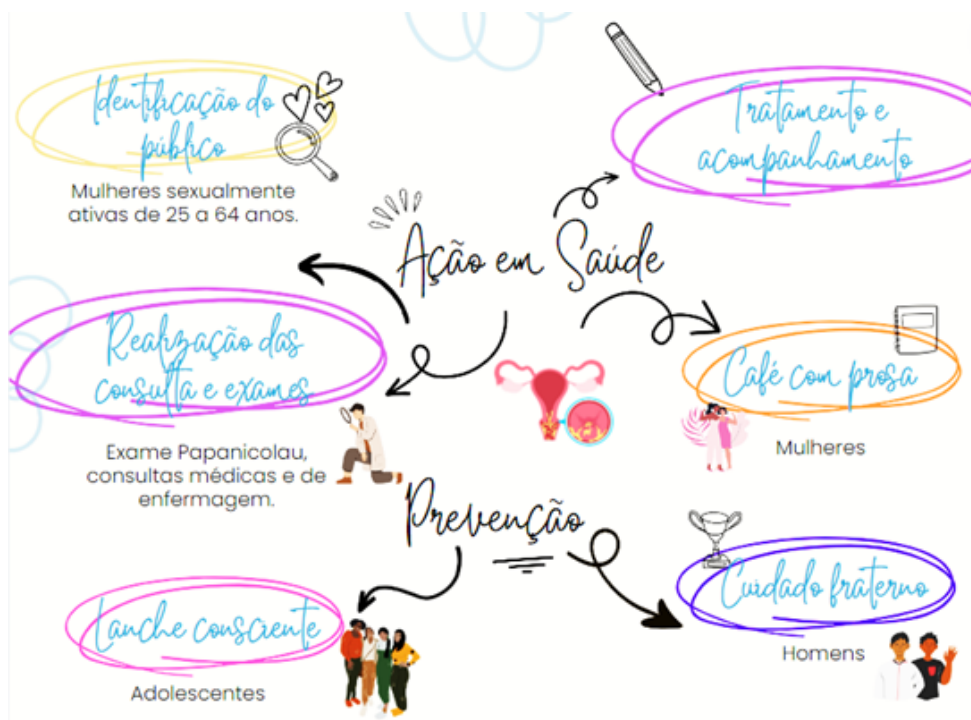 Identificação do
público
Mulheres sexualmente
ativas de 25 a 64 anos.
Tratamento e
acompanhamento
Ação em Saúde
Realização das
consulta e exames
Exame Papanicolau,
consultas médicas e de
enfermagem.
Café com prosa
Mulheres
Prevenção
Lanche consciente
Adolescentes
Cuidado fraterno
Homens